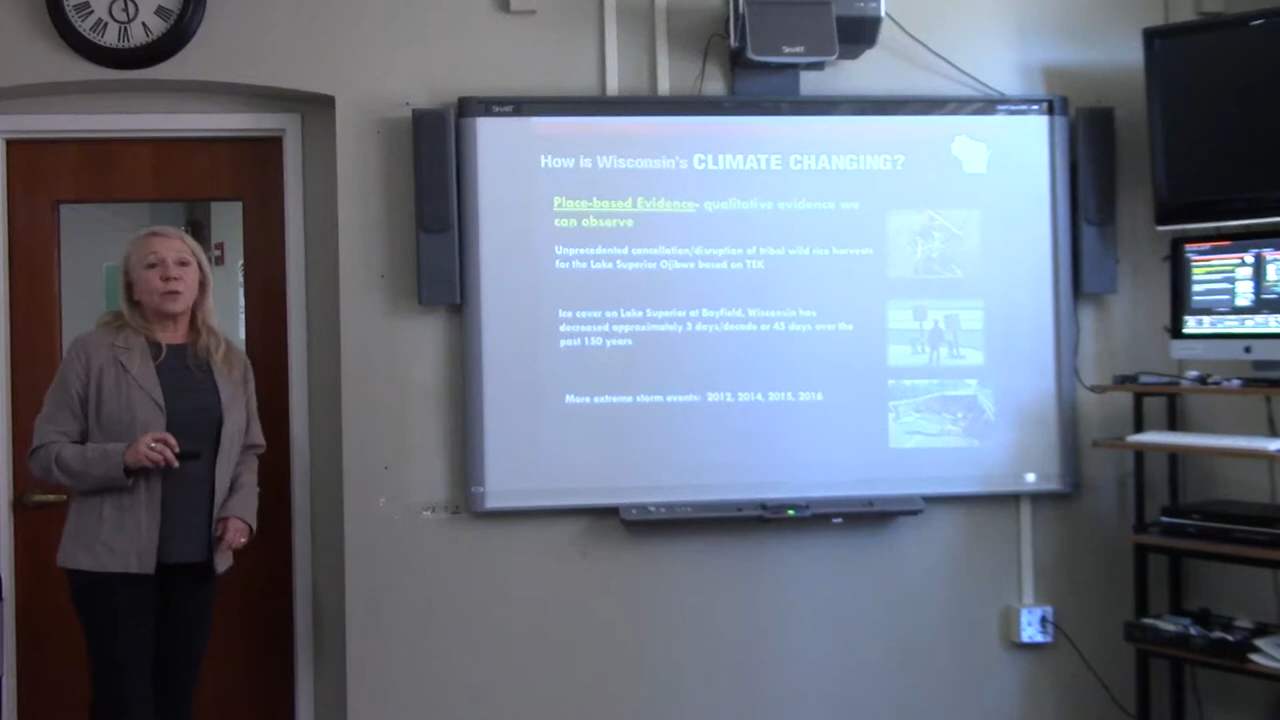 SMART
SMART
How is Wisconsin's CLIMATE CHANGING?
Place-based Evidence- qualitative evidence we
can observe
Unprecedented cancellation/disruption of tribal wild rice harvests
for the Lake Superior Ojibwe based on TEK
Ice cover on Lake Superior at Bayfield, Wisconsin has
decreased approximately 3 days/decade or 45 days over the
past 150 years
More extreme storm events: 2012, 2014, 2015, 2016